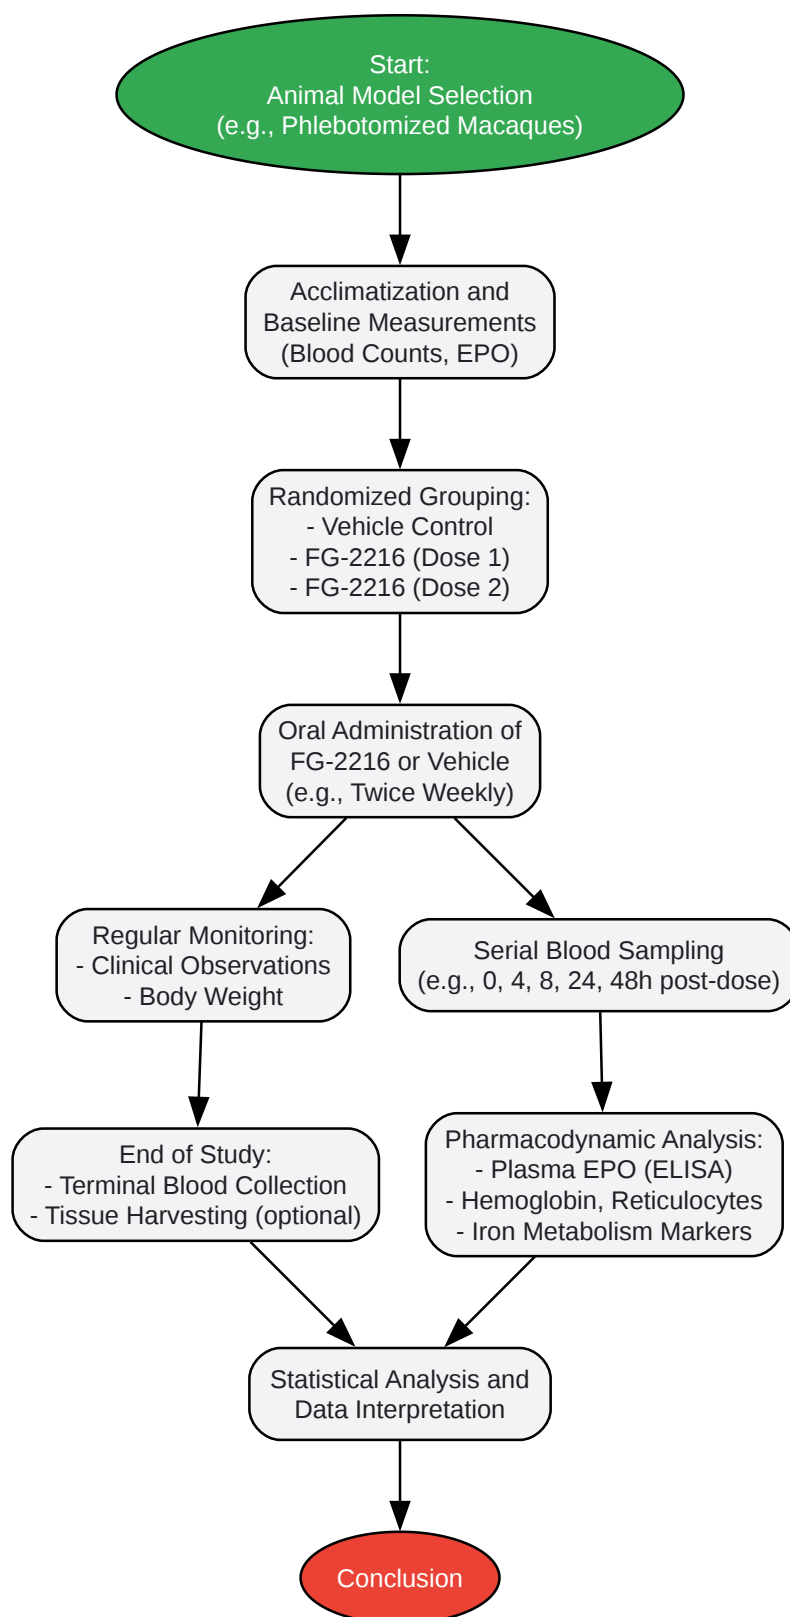 Start:
Animal Model Selection
(e.g., Phlebotomized Macaques)
Acclimatization and
Baseline Measurements
(Blood Counts, EPO)
Randomized Grouping:
- Vehicle Control
- FG-2216 (Dose 1)
- FG-2216 (Dose 2)
Oral Administration of
FG-2216 or Vehicle
(e.g., Twice Weekly)
Regular Monitoring:
- Clinical Observations
- Body Weight
Serial Blood Sampling
(e.g., 0, 4, 8, 24, 48h post-dose)
End of Study:
- Terminal Blood Collection
- Tissue Harvesting (optional)
Pharmacodynamic Analysis:
- Plasma EPO (ELISA)
- Hemoglobin, Reticulocytes
- Iron Metabolism Markers
Statistical Analysis and
Data Interpretation
Conclusion